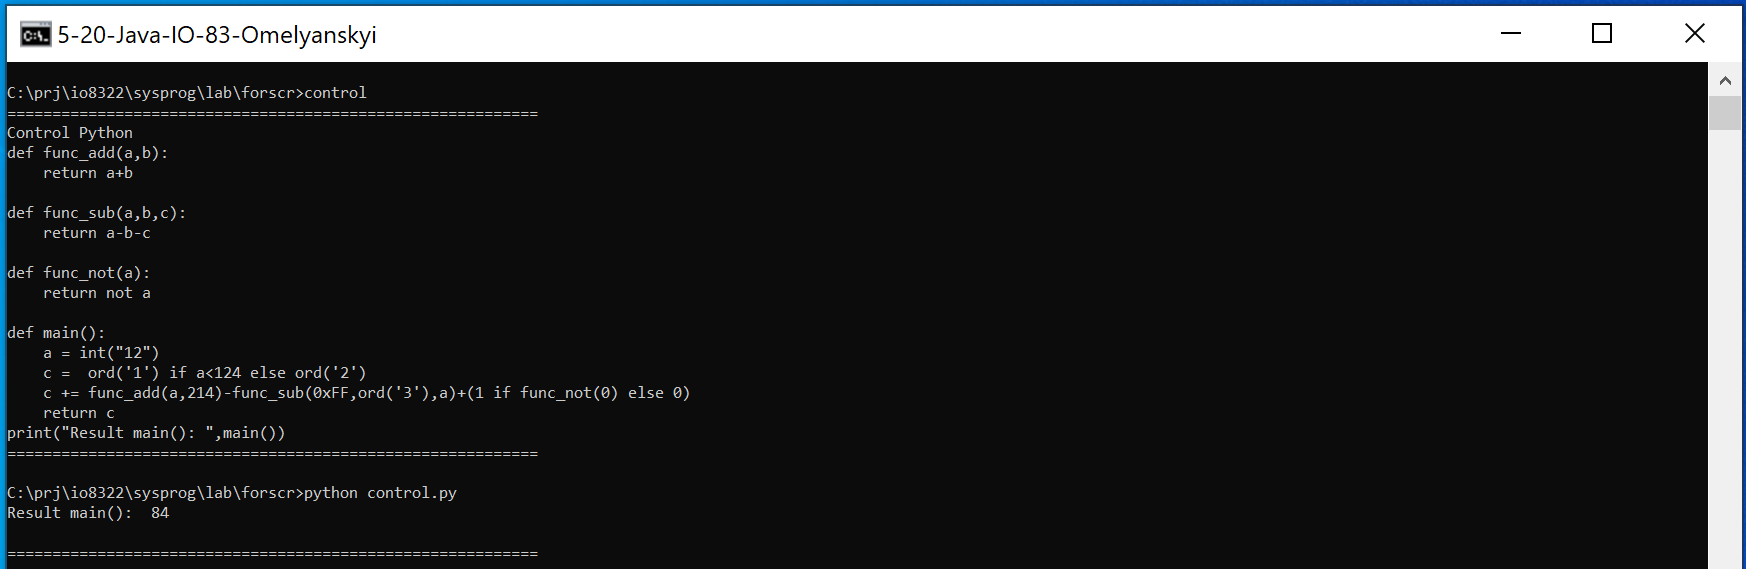 5-20-Java-IO-83-Omelyanskyi
C:\prj\io8322\sysprog\lab\forscr>control
===========================================================
Control Python
def func_add(a,b):
    return a+b
def func_sub(a,b,c):
    return a-b-c
def func_not(a):
    return not a
def main():
    a = int("12")
    c =  ord('1') if a<124 else ord('2')
    c += func_add(a,214)-func_sub(0xFF,ord('3'),a)+(1 if func_not(0) else 0)
    return c
print("Result main(): ",main())
===========================================================
C:\prj\io8322\sysprog\lab\forscr>python control.py
Result main():  84
===========================================================